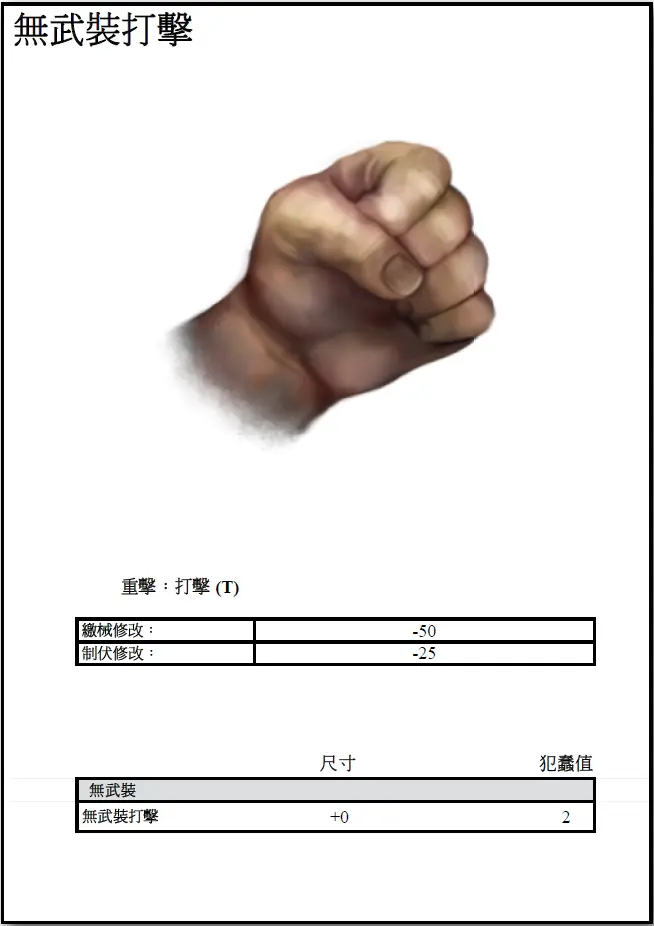 無武裝打擊
重擊：打擊 (T)
繳械修改： -50
制伏修改： -25
尺寸 犯蠢值
無武裝
無武裝打擊 +0 2